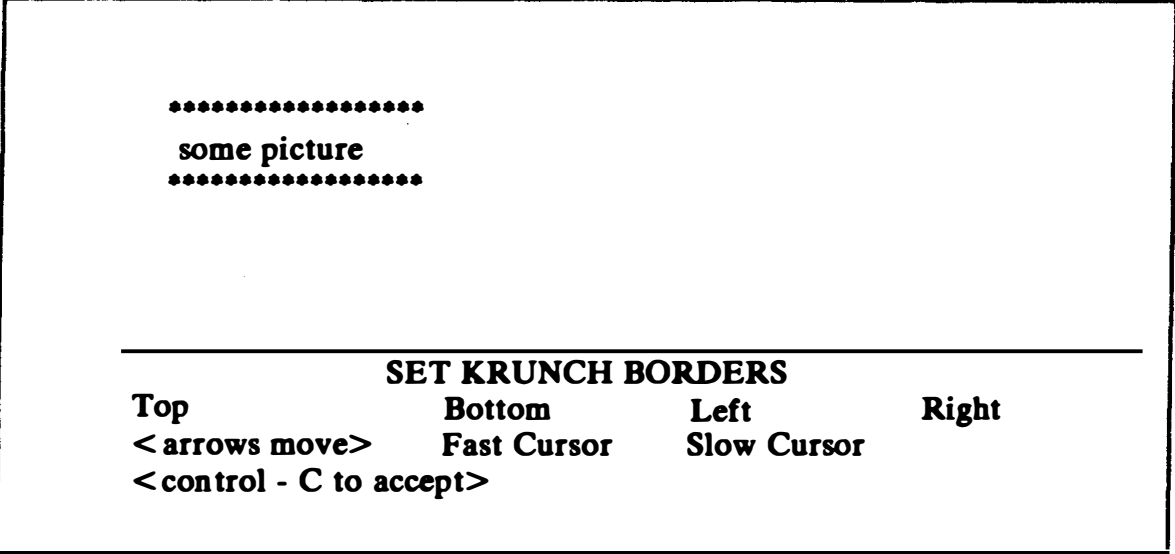 ******************
some picture
******************
SET KRUNCH BORDERS
Top Bottom Left Right
<arrows move> Fast Cursor Slow Cursor
<control - C to accept>